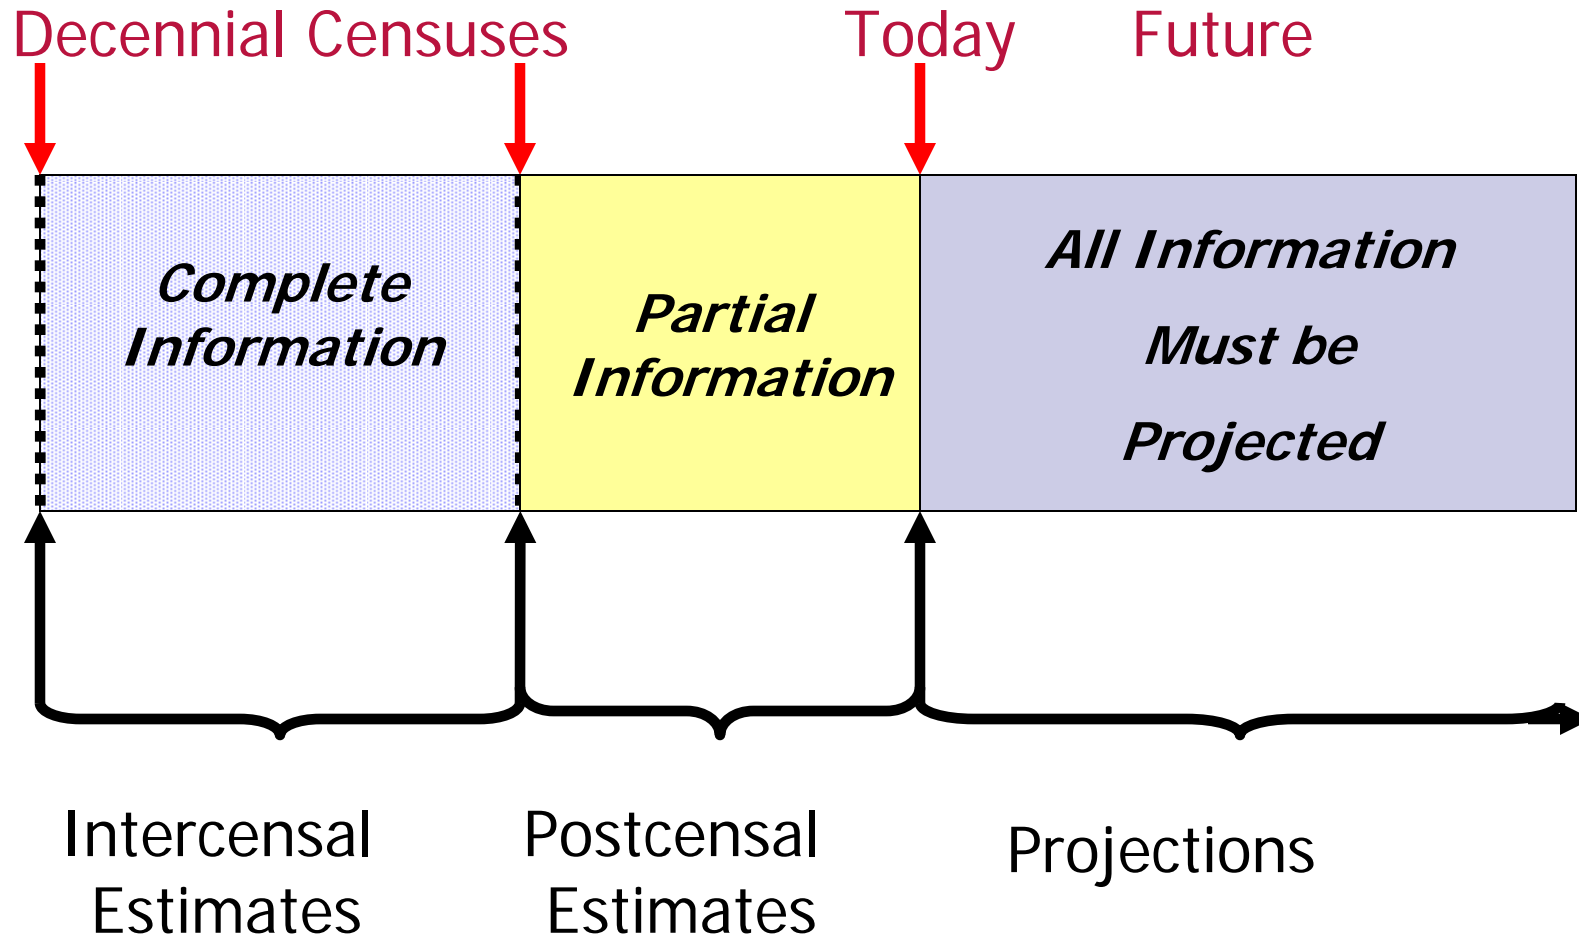 Decennial Censuses
Today
Future
Complete
Information
Partial
Information
All Information
Must be
Projected
Intercensal
Estimates
Postcensal
Estimates
Projections